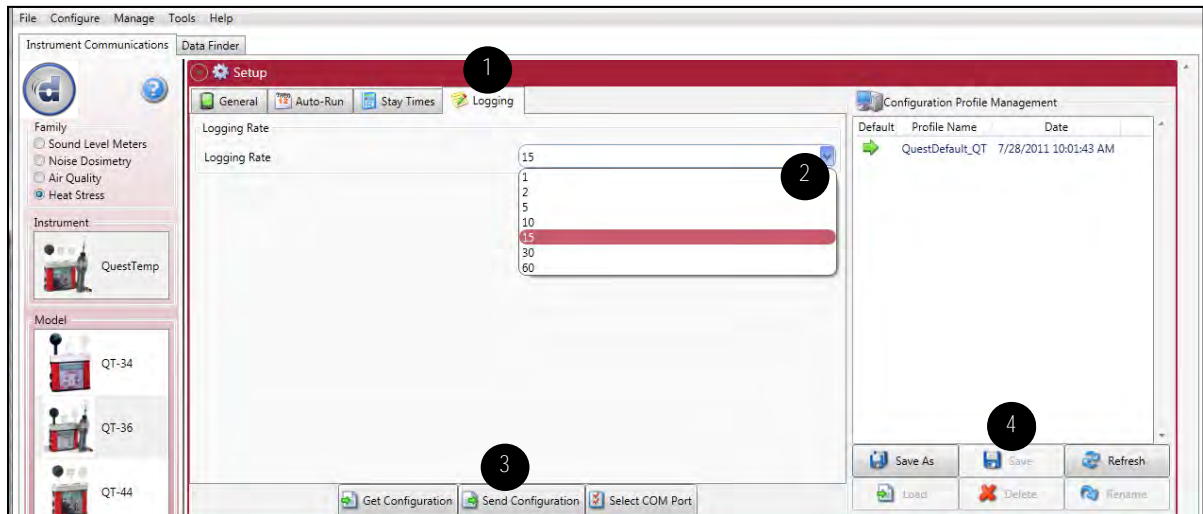 File Configure Manage Tools Help
Instrument Communications Data Finder
1
Setup
General Auto-Run Stay Times Logging
Configuration Profile Management
Family
Sound Level Meters
Noise Dosimetry
Air Quality
Heat Stress
Logging Rate
Logging Rate 15
2
1
2
5
10
15
30
60
Default Profile Name Date
QuestDefault_QT 7/28/2011 10:01:43 AM
Instrument
QuestTemp
Model
QT-34
QT-36
QT-44
3
4
Get Configuration Send Configuration Select COM Port
Save As Save Refresh
Load Delete Rename